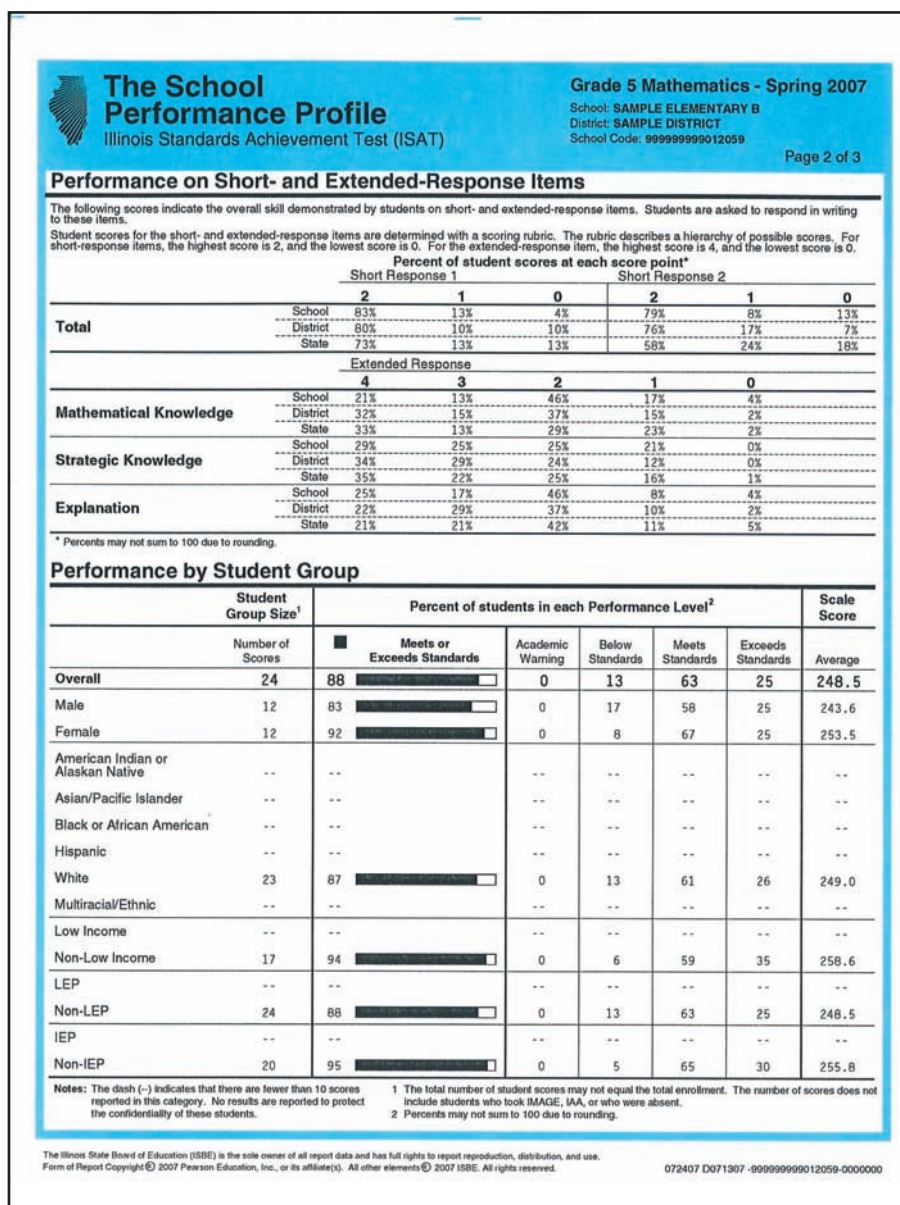 The School
Performance Profile
Illinois Standards Achievement Test (ISAT)
Grade 5 Mathematics - Spring 2007
School: SAMPLE ELEMENTARY B
District: SAMPLE DISTRICT
School Code: 999999999012059
Page 2 of 3
Performance on Short- and Extended-Response Items
The following scores indicate the overall skill demonstrated by students on short- and extended-response items. Students are asked to respond in writing
to these items.
Student scores for the short- and extended-response items are determined with a scoring rubric. The rubric describes a hierarchy of possible scores. For
short-response items, the highest score is 2, and the lowest score is 0. For the extended-response item, the highest score is 4, and the lowest score is 0.
Percent of student scores at each score point*
Short Response 1 Short Response 2
2 1 0 2 1 0
School 83% 13% 4% 79% 8% 13%
Total District 80% 10% 10% 76% 17% 7%
State 73% 13% 13% 58% 24% 18%
Extended Response
4 3 2 1 0
School 21% 13% 46% 17% 4%
Mathematical Knowledge District 32% 15% 37% 15% 2%
State 33% 13% 29% 23% 2%
School 29% 25% 25% 21% 0%
Strategic Knowledge District 34% 29% 24% 12% 0%
State 35% 22% 25% 16% 1%
School 25% 17% 46% 8% 4%
Explanation District 22% 29% 37% 10% 2%
State 21% 21% 42% 11% 5%
* Percents may not sum to 100 due to rounding.
Performance by Student Group
Student Group Size1 Percent of students in each Performance Level2 Scale Score
Number of Scores Meets or Exceeds Standards Academic Warning Below Standards Meets Standards Exceeds Standards Average
Overall 24 88 0 13 63 25 248.5
Male 12 83 0 17 58 25 243.6
Female 12 92 0 8 67 25 253.5
American Indian or
Alaskan Native -- -- -- -- -- -- --
Asian/Pacific Islander -- -- -- -- -- -- --
Black or African American -- -- -- -- -- -- --
Hispanic -- -- -- -- -- -- --
White 23 87 0 13 61 26 249.0
Multiracial/Ethnic -- -- -- -- -- -- --
Low Income -- -- -- -- -- -- --
Non-Low Income 17 94 0 6 59 35 258.6
LEP -- -- -- -- -- -- --
Non-LEP 24 88 0 13 63 25 248.5
IEP -- -- -- -- -- -- --
Non-IEP 20 95 0 5 65 30 255.8
Notes: The dash (--) indicates that there are fewer than 10 scores
reported in this category. No results are reported to protect
the confidentiality of these students.
1 The total number of student scores may not equal the total enrollment. The number of scores does not
include students who took IMAGE, IAA, or who were absent.
2 Percents may not sum to 100 due to rounding.
The Illinois State Board of Education (ISBE) is the sole owner of all report data and has full rights to report reproduction, distribution, and use.
Form of Report Copyright © 2007 Pearson Education, Inc., or its affiliate(s). All other elements © 2007 ISBE. All rights reserved.
072407 D071307 -999999999012059-0000000